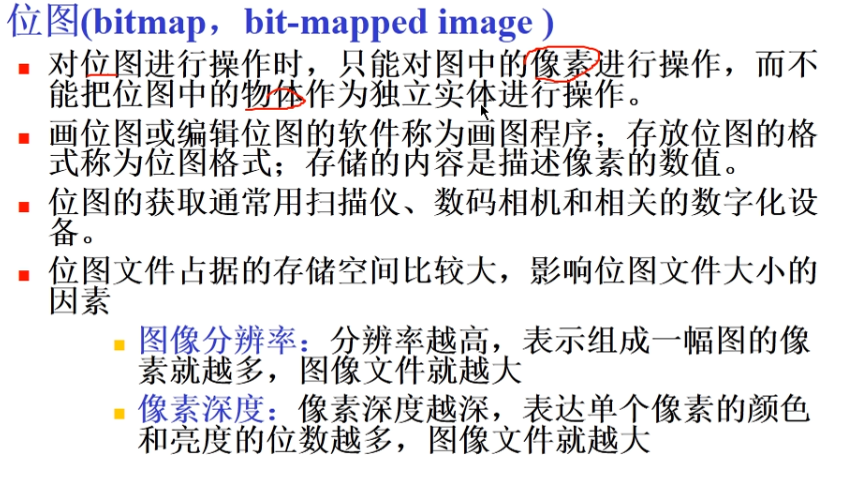 位图(bitmap，bit-mapped image )
对位图进行操作时，只能对图中的像素进行操作，而不
能把位图中的物体作为独立实体进行操作。
画位图或编辑位图的软件称为画图程序；存放位图的格
式称为位图格式；存储的内容是描述像素的数值。
位图的获取通常用扫描仪、数码相机和相关的数字化设
备。
位图文件占据的存储空间比较大，影响位图文件大小的
因素
图像分辨率：分辨率越高，表示组成一幅图的像
素就越多，图像文件就越大
像素深度：像素深度越深，表达单个像素的颜色
和亮度的位数越多，图像文件就越大